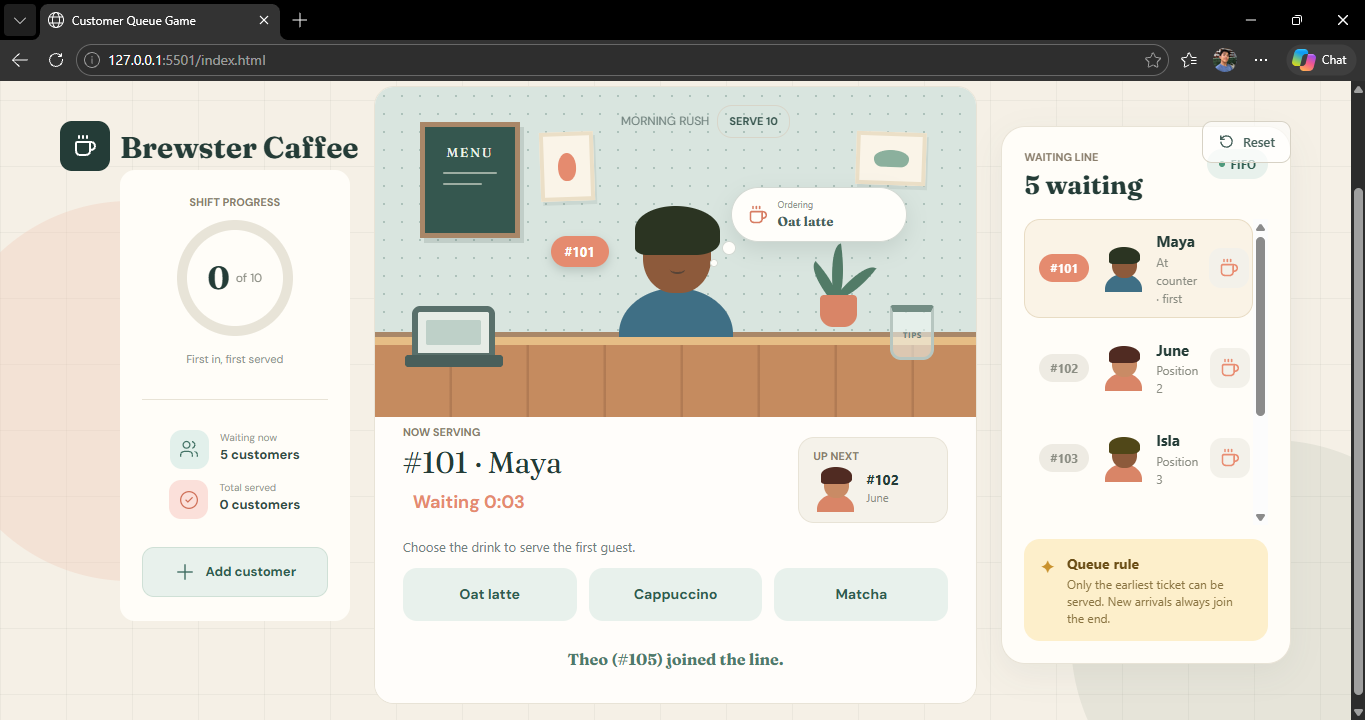 Customer Queue Game
127.0.0.1:5501/index.html
Chat
Brewster Caffee
SHIFT PROGRESS
0 of 10
First in, first served
Waiting now
5 customers
Total served
0 customers
Add customer
MORNING RUSH
SERVE 10
MENU
Ordering
Oat latte
#101
TIPS
NOW SERVING
#101 · Maya
Waiting 0:03
UP NEXT
#102
June
Choose the drink to serve the first guest.
Oat latte
Cappuccino
Matcha
Theo (#105) joined the line.
Reset
WAITING LINE
FIFO
5 waiting
#101
Maya
At
counter
· first
#102
June
Position
2
#103
Isla
Position
3
Queue rule
Only the earliest ticket can be
served. New arrivals always join
the end.